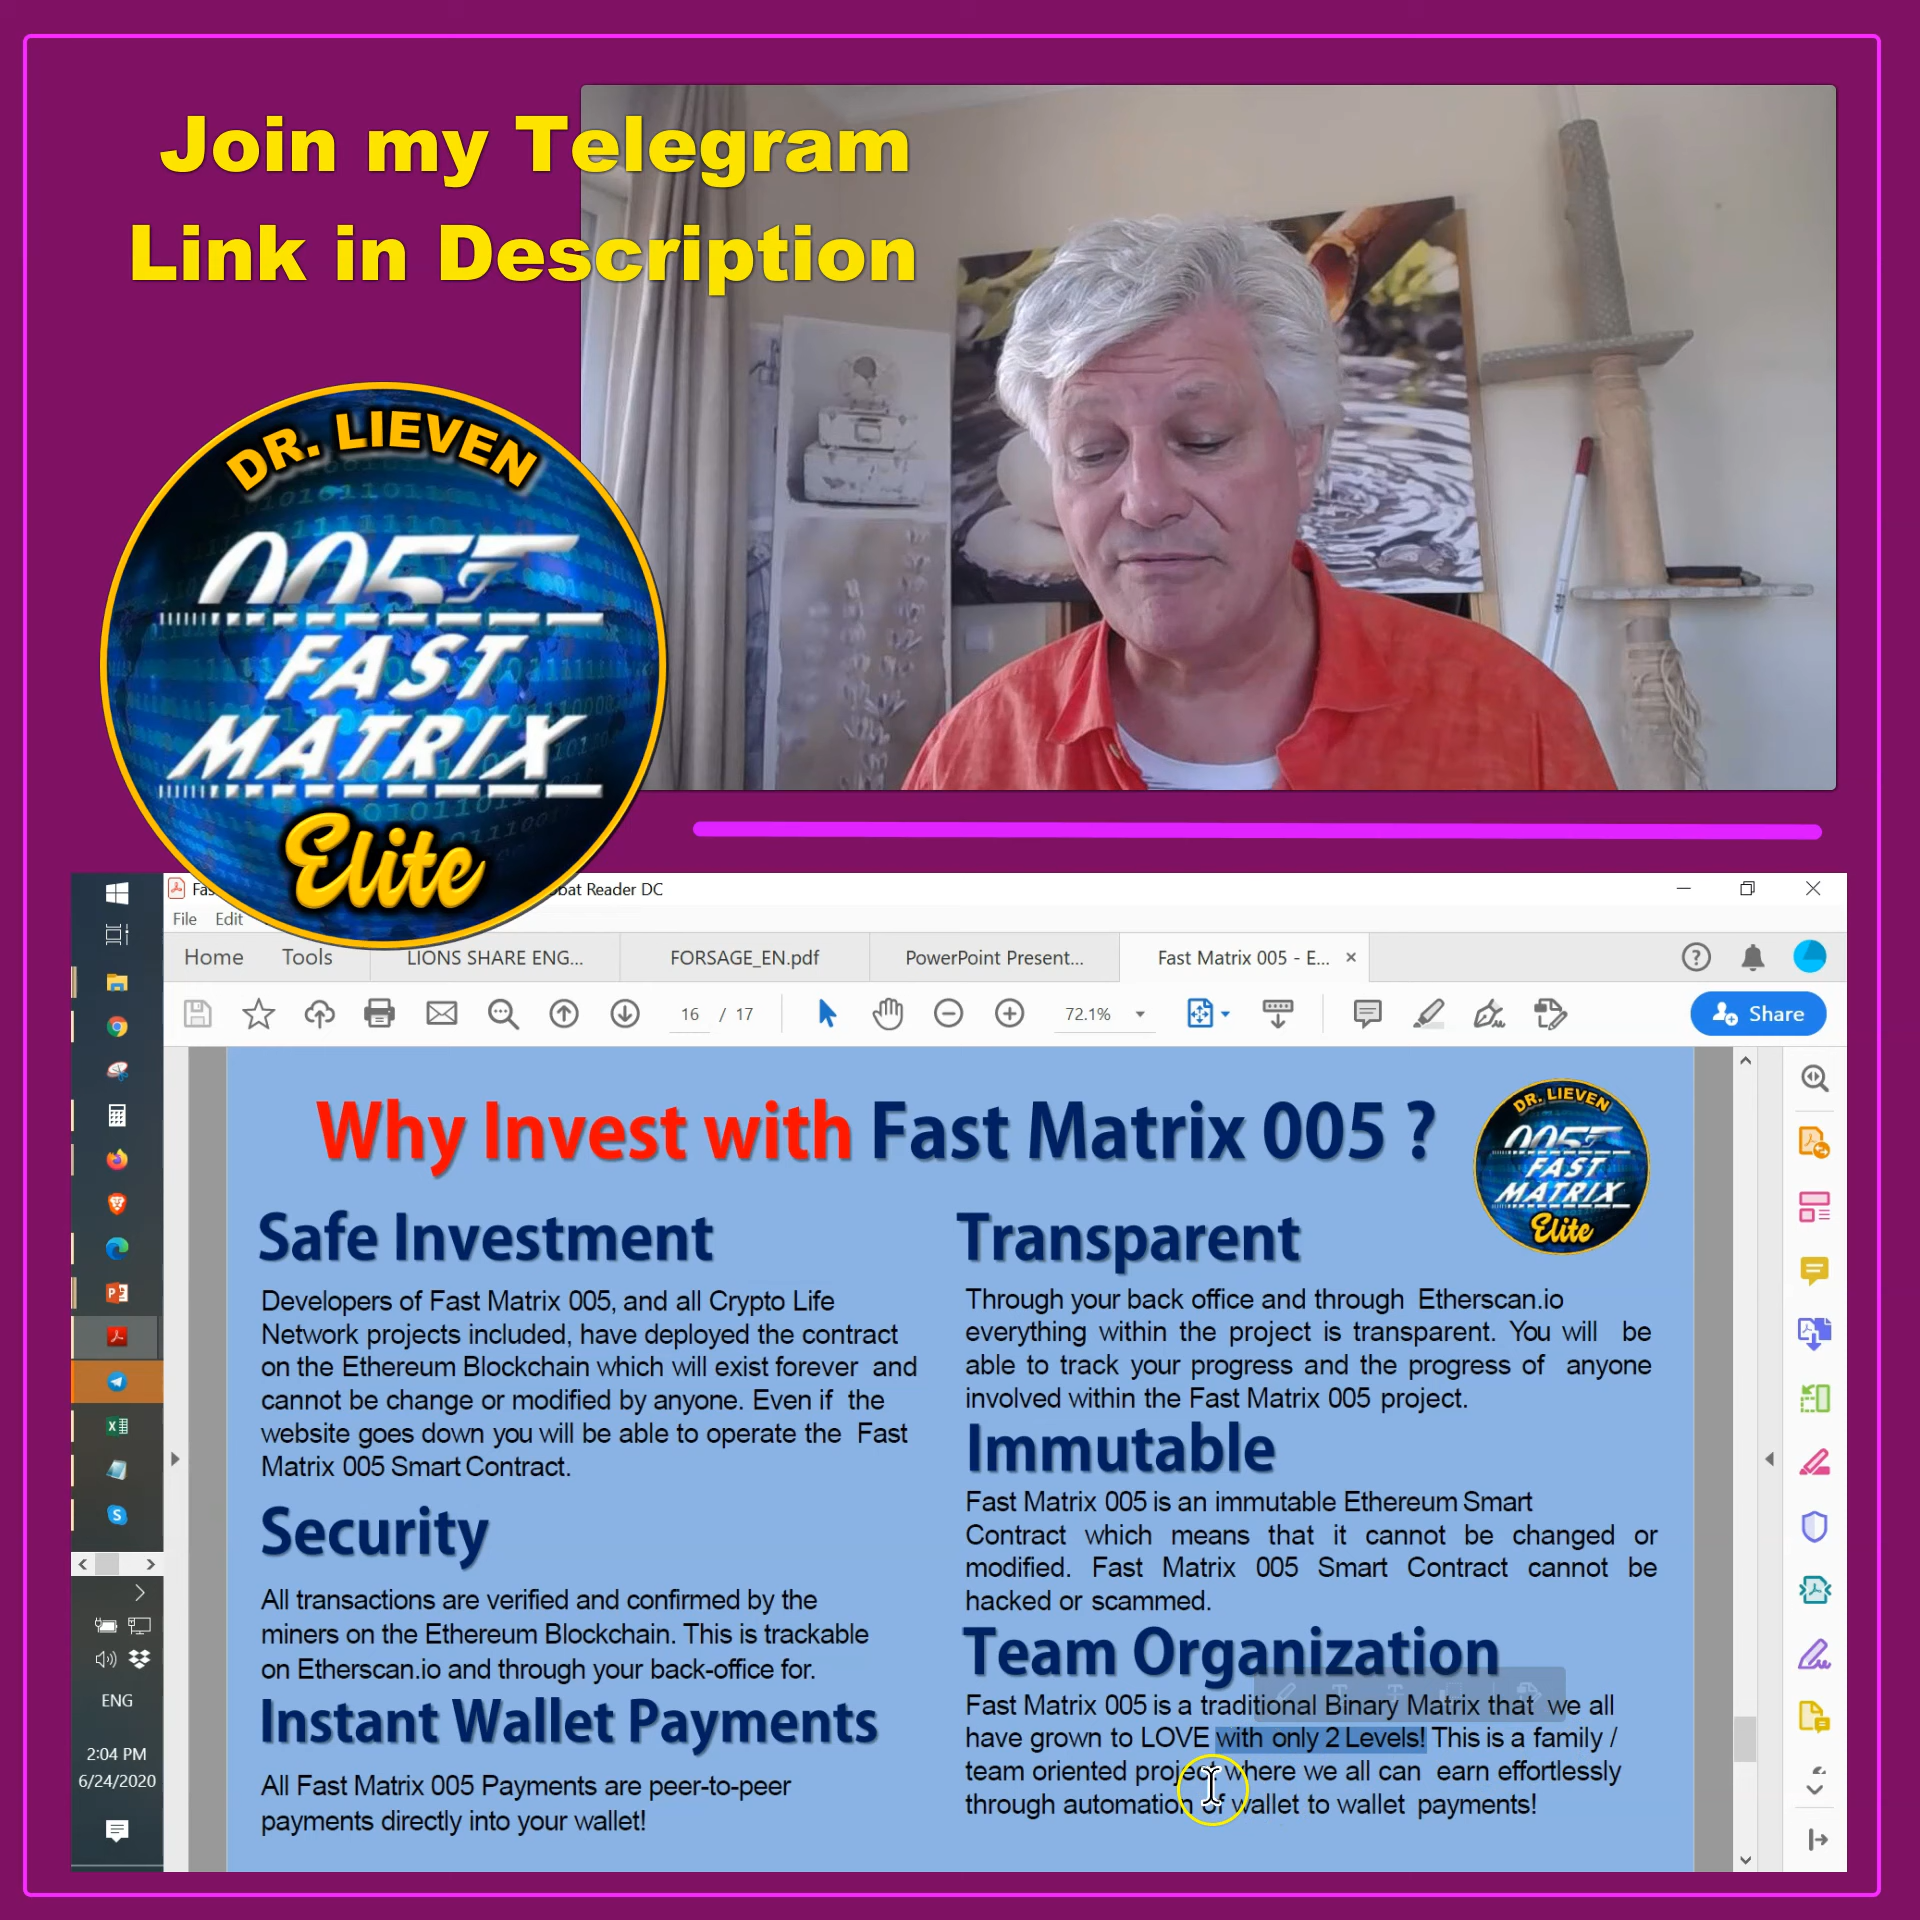 Join my Telegram
Link in Description
DR. LIEVEN
005
FAST
MATRIX
Elite
bat Reader DC
File Edit
Home Tools LIONS SHARE ENG... FORSAGE_EN.pdf PowerPoint Present... Fast Matrix 005 - E...
16 / 17 72.1% Share
Why Invest with Fast Matrix 005 ?
DR. LIEVEN
005
FAST
MATRIX
Elite
Safe Investment
Developers of Fast Matrix 005, and all Crypto Life
Network projects included, have deployed the contract
on the Ethereum Blockchain which will exist forever and
cannot be change or modified by anyone. Even if the
website goes down you will be able to operate the Fast
Matrix 005 Smart Contract.
Security
All transactions are verified and confirmed by the
miners on the Ethereum Blockchain. This is trackable
on Etherscan.io and through your back-office for.
Instant Wallet Payments
All Fast Matrix 005 Payments are peer-to-peer
payments directly into your wallet!
Transparent
Through your back office and through Etherscan.io
everything within the project is transparent. You will be
able to track your progress and the progress of anyone
involved within the Fast Matrix 005 project.
Immutable
Fast Matrix 005 is an immutable Ethereum Smart
Contract which means that it cannot be changed or
modified. Fast Matrix 005 Smart Contract cannot be
hacked or scammed.
Team Organization
Fast Matrix 005 is a traditional Binary Matrix that we all
have grown to LOVE with only 2 Levels! This is a family /
team oriented project where we all can earn effortlessly
through automation of wallet to wallet payments!
ENG
2:04 PM
6/24/2020